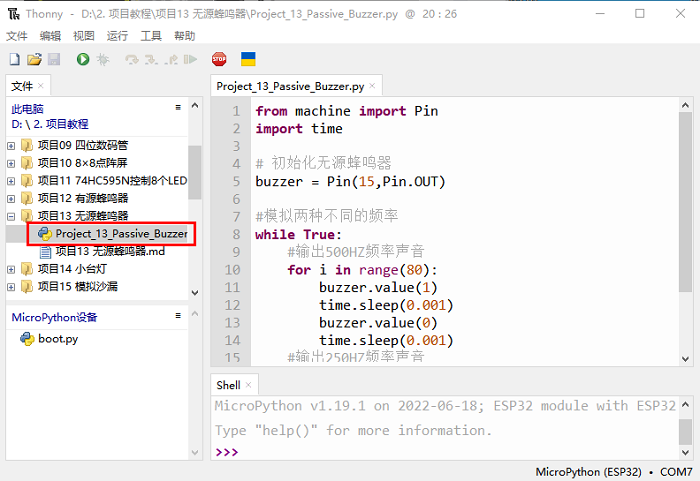 Thonny - D:\2. 项目教程\项目13 无源蜂鸣器\Project_13_Passive_Buzzer.py @ 20 : 26
文件 编辑 视图 运行 工具 帮助
文件 ×
此电脑
D: \ 2. 项目教程
项目09 四位数码管
项目10 8×8点阵屏
项目11 74HC595N控制8个LED
项目12 有源蜂鸣器
项目13 无源蜂鸣器
Project_13_Passive_Buzzer
项目13 无源蜂鸣器.md
项目14 小台灯
项目15 模拟沙漏
MicroPython设备
boot.py
Project_13_Passive_Buzzer.py ×
1 from machine import Pin
2 import time
3
4 # 初始化无源蜂鸣器
5 buzzer = Pin(15,Pin.OUT)
6
7 #模拟两种不同的频率
8 while True:
9 #输出500HZ频率声音
10 for i in range(80):
11 buzzer.value(1)
12 time.sleep(0.001)
13 buzzer.value(0)
14 time.sleep(0.001)
15 #输出250HZ频率声音
Shell ×
MicroPython v1.19.1 on 2022-06-18; ESP32 module with ESP32
Type "help()" for more information.
>>>
MicroPython (ESP32) • COM7